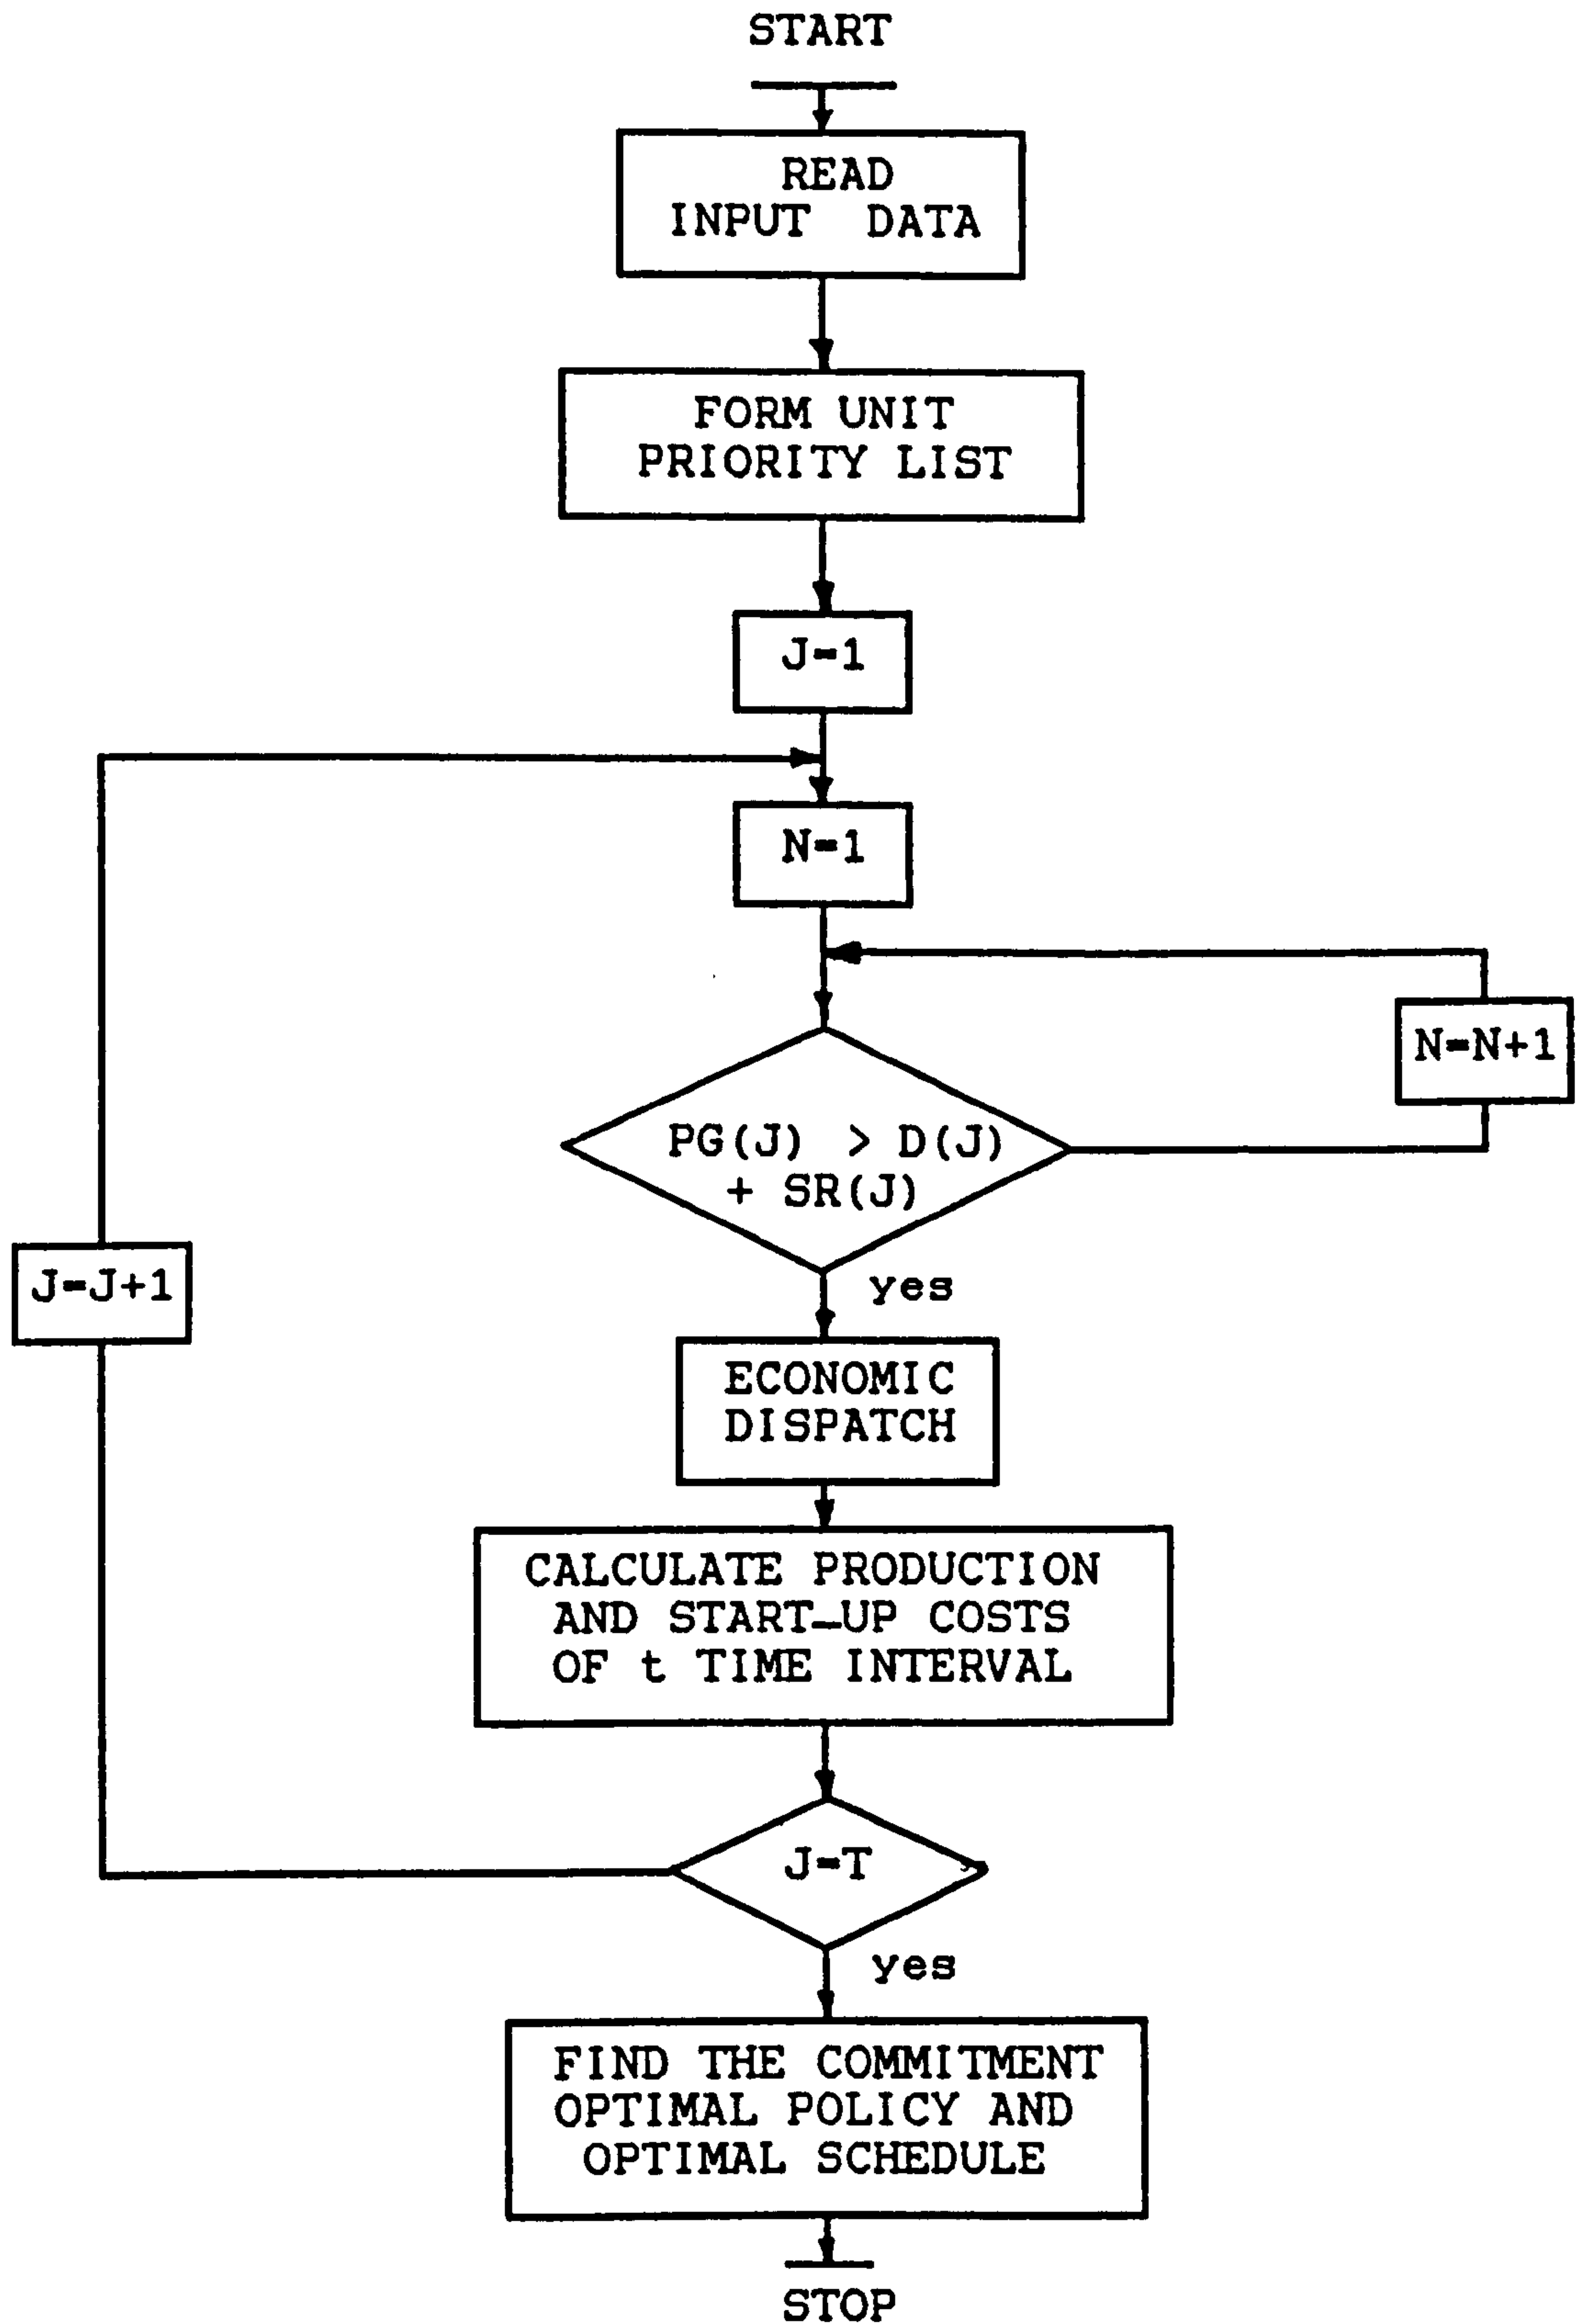 START
READ
INPUT DATA
FORM UNIT
PRIORITY LIST
J=1
N=1
N=N+1
PG(J) > D(J)
+ SR(J)
J=J+1
yes
ECONOMIC
DISPATCH
CALCULATE PRODUCTION
AND START-UP COSTS
OF t TIME INTERVAL
J=T
yes
FIND THE COMMITMENT
OPTIMAL POLICY AND
OPTIMAL SCHEDULE
STOP